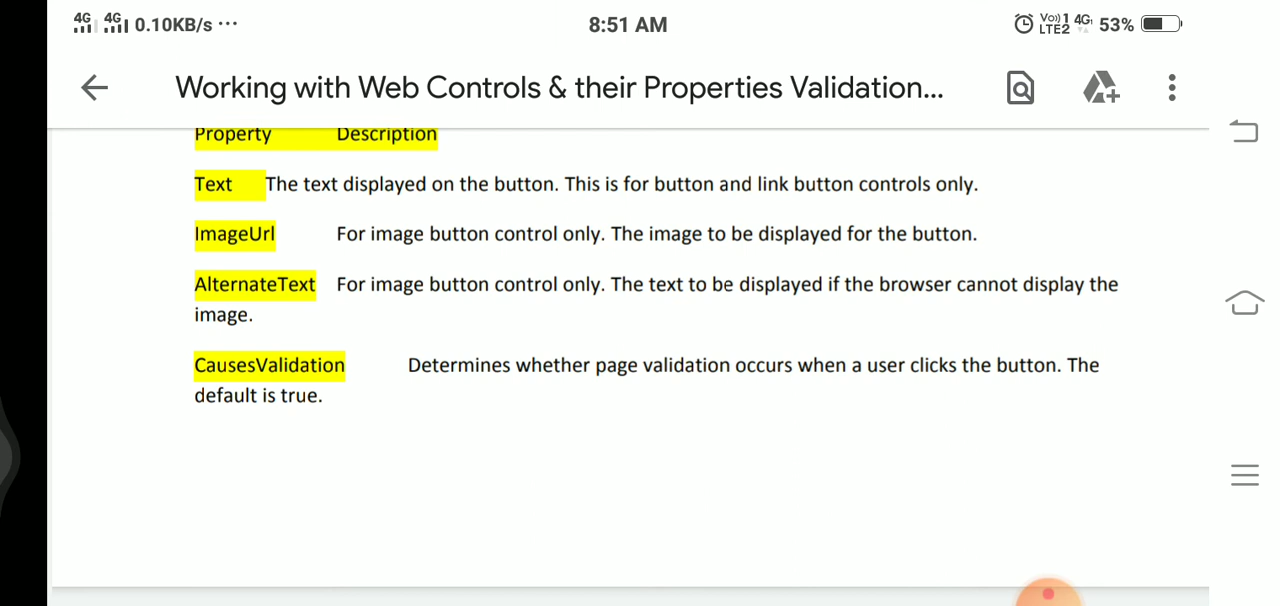 4G 4G 0.10KB/s ... 8:51 AM Vo)) 1 4G LTE2 53%
Working with Web Controls & their Properties Validation...
Property Description
Text The text displayed on the button. This is for button and link button controls only.
ImageUrl For image button control only. The image to be displayed for the button.
AlternateText For image button control only. The text to be displayed if the browser cannot display the
image.
CausesValidation Determines whether page validation occurs when a user clicks the button. The
default is true.